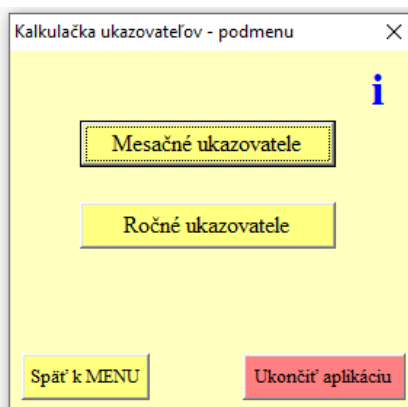 Kalkulačka ukazovateľov - podmenu
i
Mesačné ukazovatele
Ročné ukazovatele
Späť k MENU
Ukončiť aplikáciu